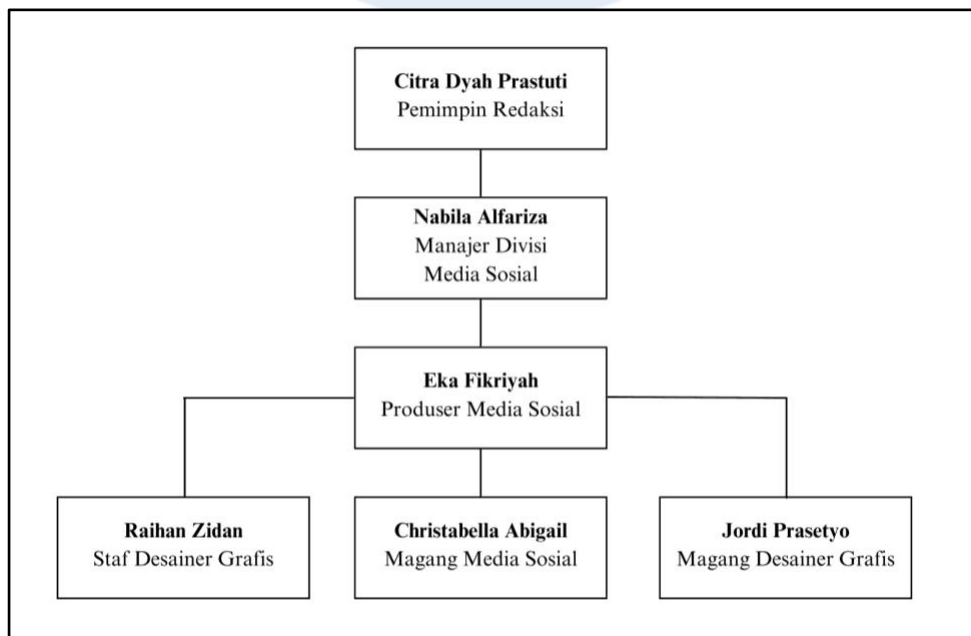 Citra Dyah Prastuti
Pemimpin Redaksi
Nabila Alfariza
Manajer Divisi
Media Sosial
Eka Fikriyah
Produser Media Sosial
Raihan Zidan
Staf Desainer Grafis
Christabella Abigail
Magang Media Sosial
Jordi Prasetyo
Magang Desainer Grafis